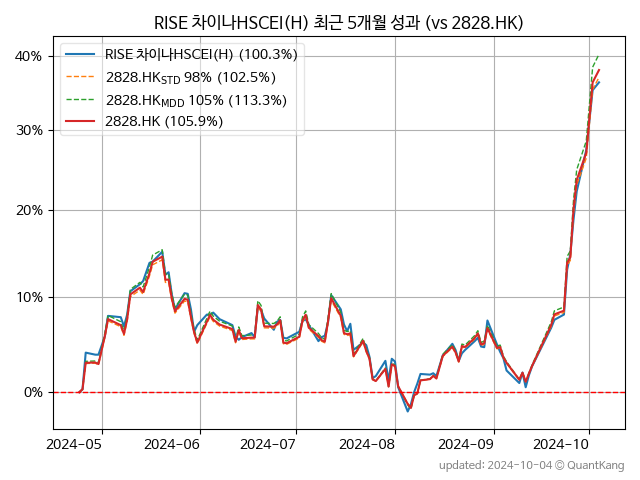 RISE 차이나HSCEI(H) 최근 5개월 성과 (vs 2828.HK)
RISE 차이나HSCEI(H) (100.3%)
2828.HKSTD 98% (102.5%)
2828.HKMDD 105% (113.3%)
2828.HK (105.9%)
40%
30%
20%
10%
0%
2024-05 2024-06 2024-07 2024-08 2024-09 2024-10
updated: 2024-10-04 © QuantKang